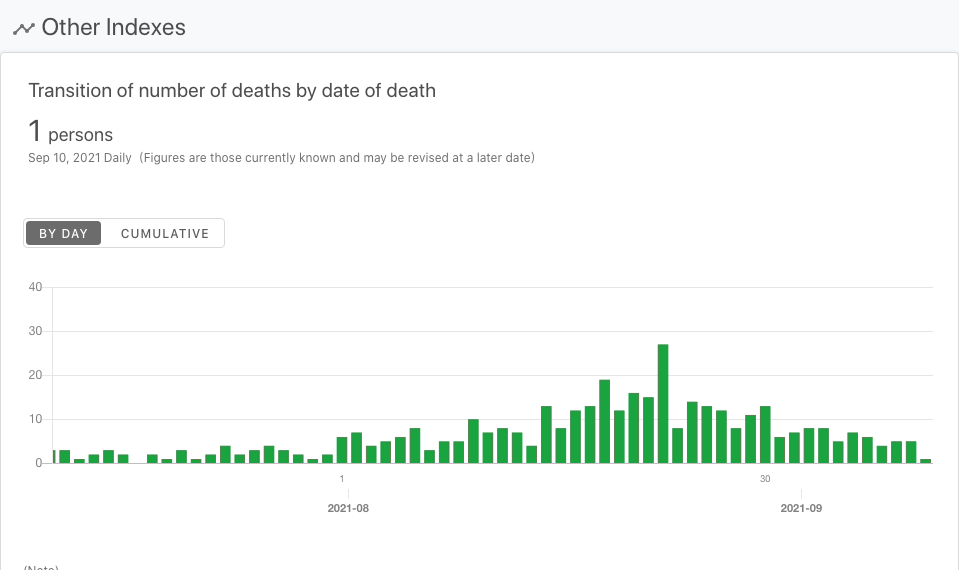 Other Indexes
Transition of number of deaths by date of death
1 persons
Sep 10, 2021 Daily (Figures are those currently known and may be revised at a later date)
BY DAY CUMULATIVE
40
30
20
10
0
1 30
2021-08 2021-09
(Note)